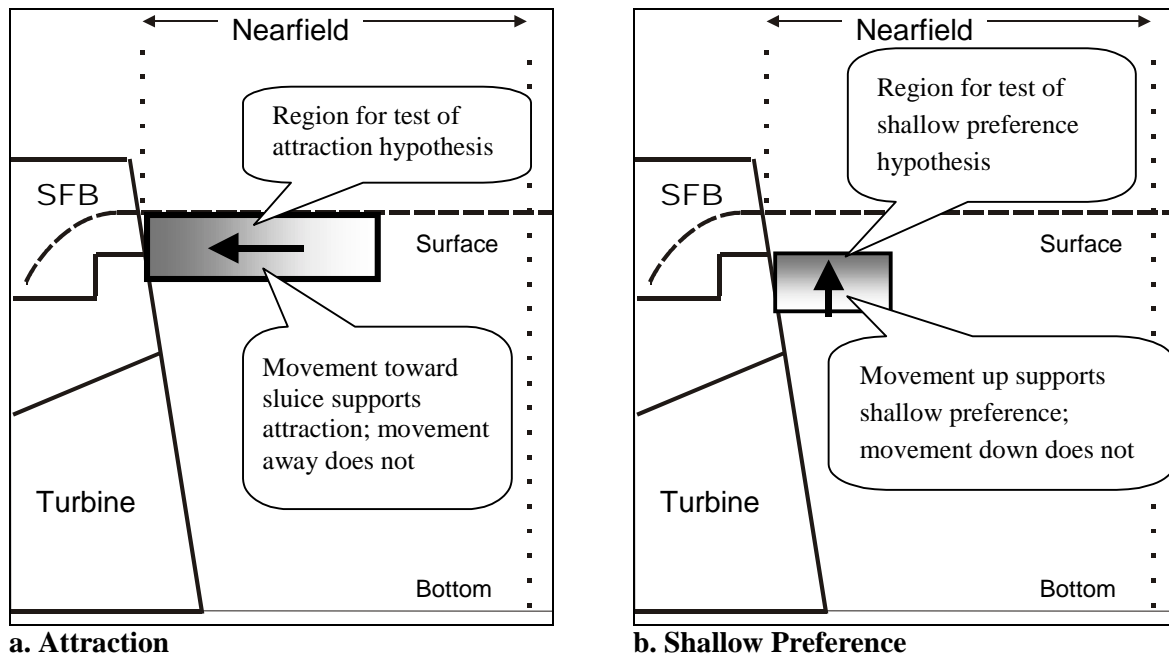 Nearfield
Region for test of
attraction hypothesis
SFB
Surface
Movement toward
sluice supports
attraction; movement
away does not
Turbine
Bottom
a. Attraction
Nearfield
Region for test of
shallow preference
hypothesis
SFB
Surface
Movement up supports
shallow preference;
movement down does not
Turbine
Bottom
b. Shallow Preference